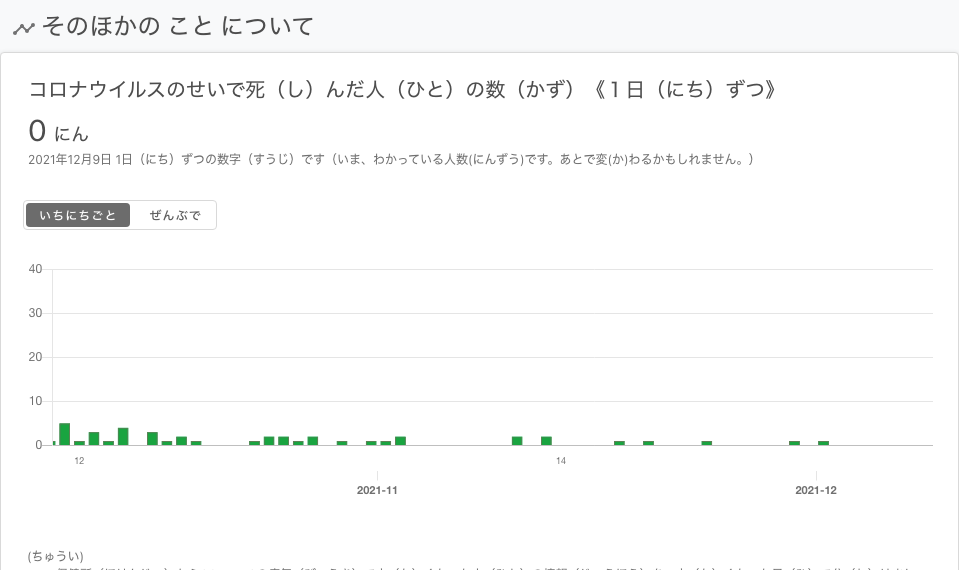 そのほかの こと について
コロナウイルスのせいで死（し）んだ人（ひと）の数（かず）《１日（にち）ずつ》
0 にん
2021年12月9日 1日（にち）ずつの数字（すうじ）です（いま、わかっている人数(にんずう)です。あとで変(か)わるかもしれません。）
いちにちごと ぜんぶで
40
30
20
10
0
12 14
2021-11 2021-12
(ちゅうい)